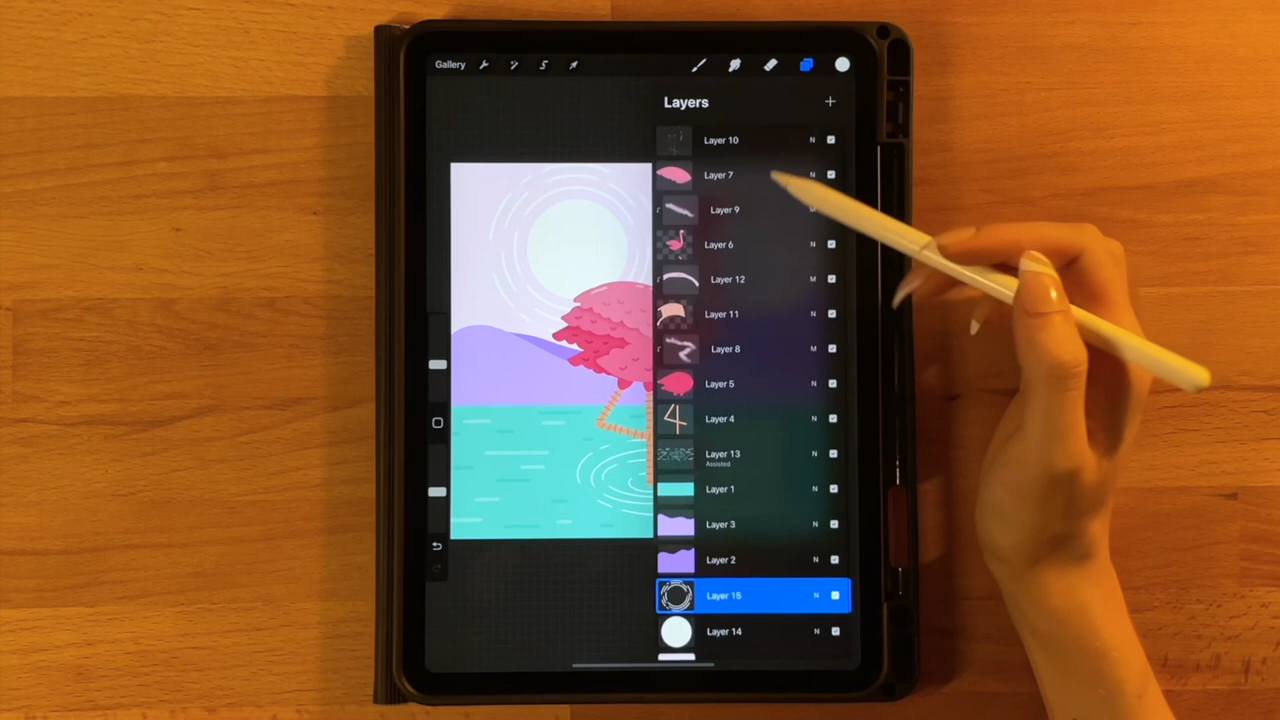 Gallery
Layers
Layer 10 N
Layer 7 N
Layer 9 M
Layer 6 N
Layer 12 M
Layer 11 N
Layer 8 M
Layer 5 N
Layer 4 N
Layer 13 N
Assisted
Layer 1 N
Layer 3 N
Layer 2 N
Layer 15 N
Layer 14 N